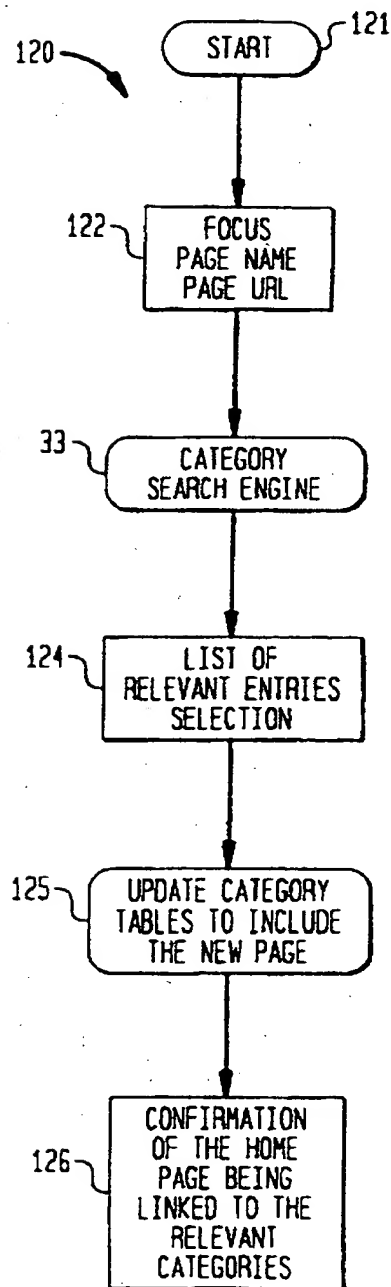 120
START
121
122
FOCUS
PAGE NAME
PAGE URL
33
CATEGORY
SEARCH ENGINE
124
LIST OF
RELEVANT ENTRIES
SELECTION
125
UPDATE CATEGORY
TABLES TO INCLUDE
THE NEW PAGE
126
CONFIRMATION
OF THE HOME
PAGE BEING
LINKED TO THE
RELEVANT
CATEGORIES